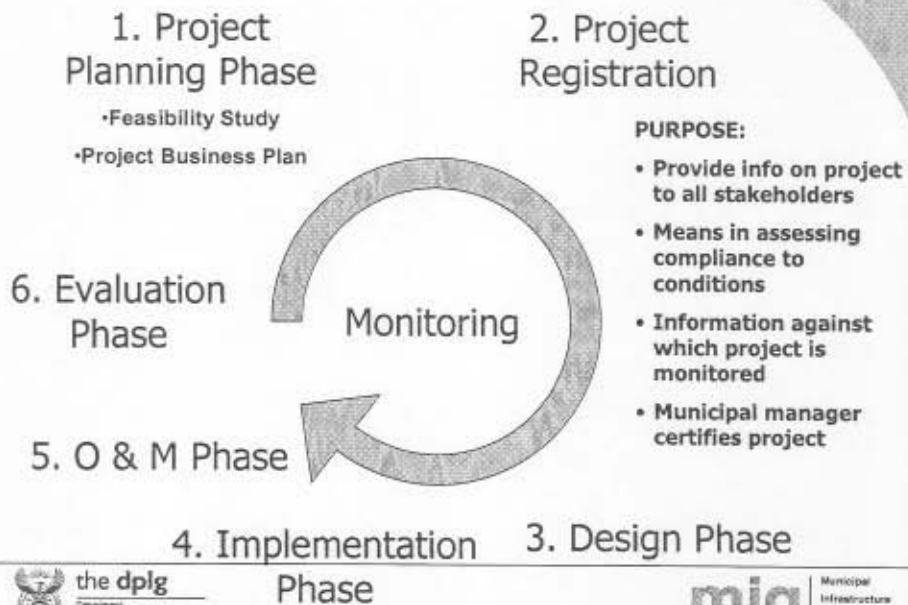 1. Project
Planning Phase
•Feasibility Study
•Project Business Plan
2. Project
Registration
PURPOSE:
• Provide info on project
to all stakeholders
• Means in assessing
compliance to
conditions
• Information against
which project is
monitored
• Municipal manager
certifies project
6. Evaluation
Phase
Monitoring
5. O & M Phase
4. Implementation
Phase
3. Design Phase
the dplg
mig
Municipal
Infrastructure